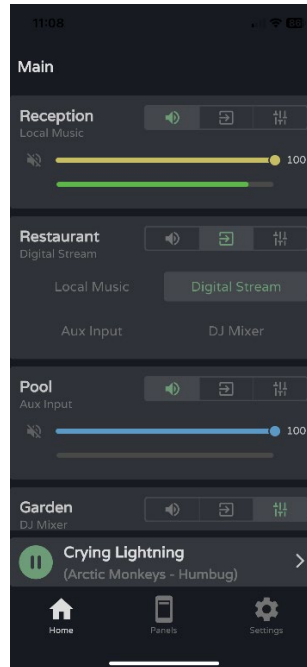 11:08
Main
Reception
Local Music
100
Restaurant
Digital Stream
Local Music
Digital Stream
Aux Input
DJ Mixer
Pool
Aux Input
100
Garden
DJ Mixer
Crying Lightning
(Arctic Monkeys - Humbug)
Home
Panels
Settings